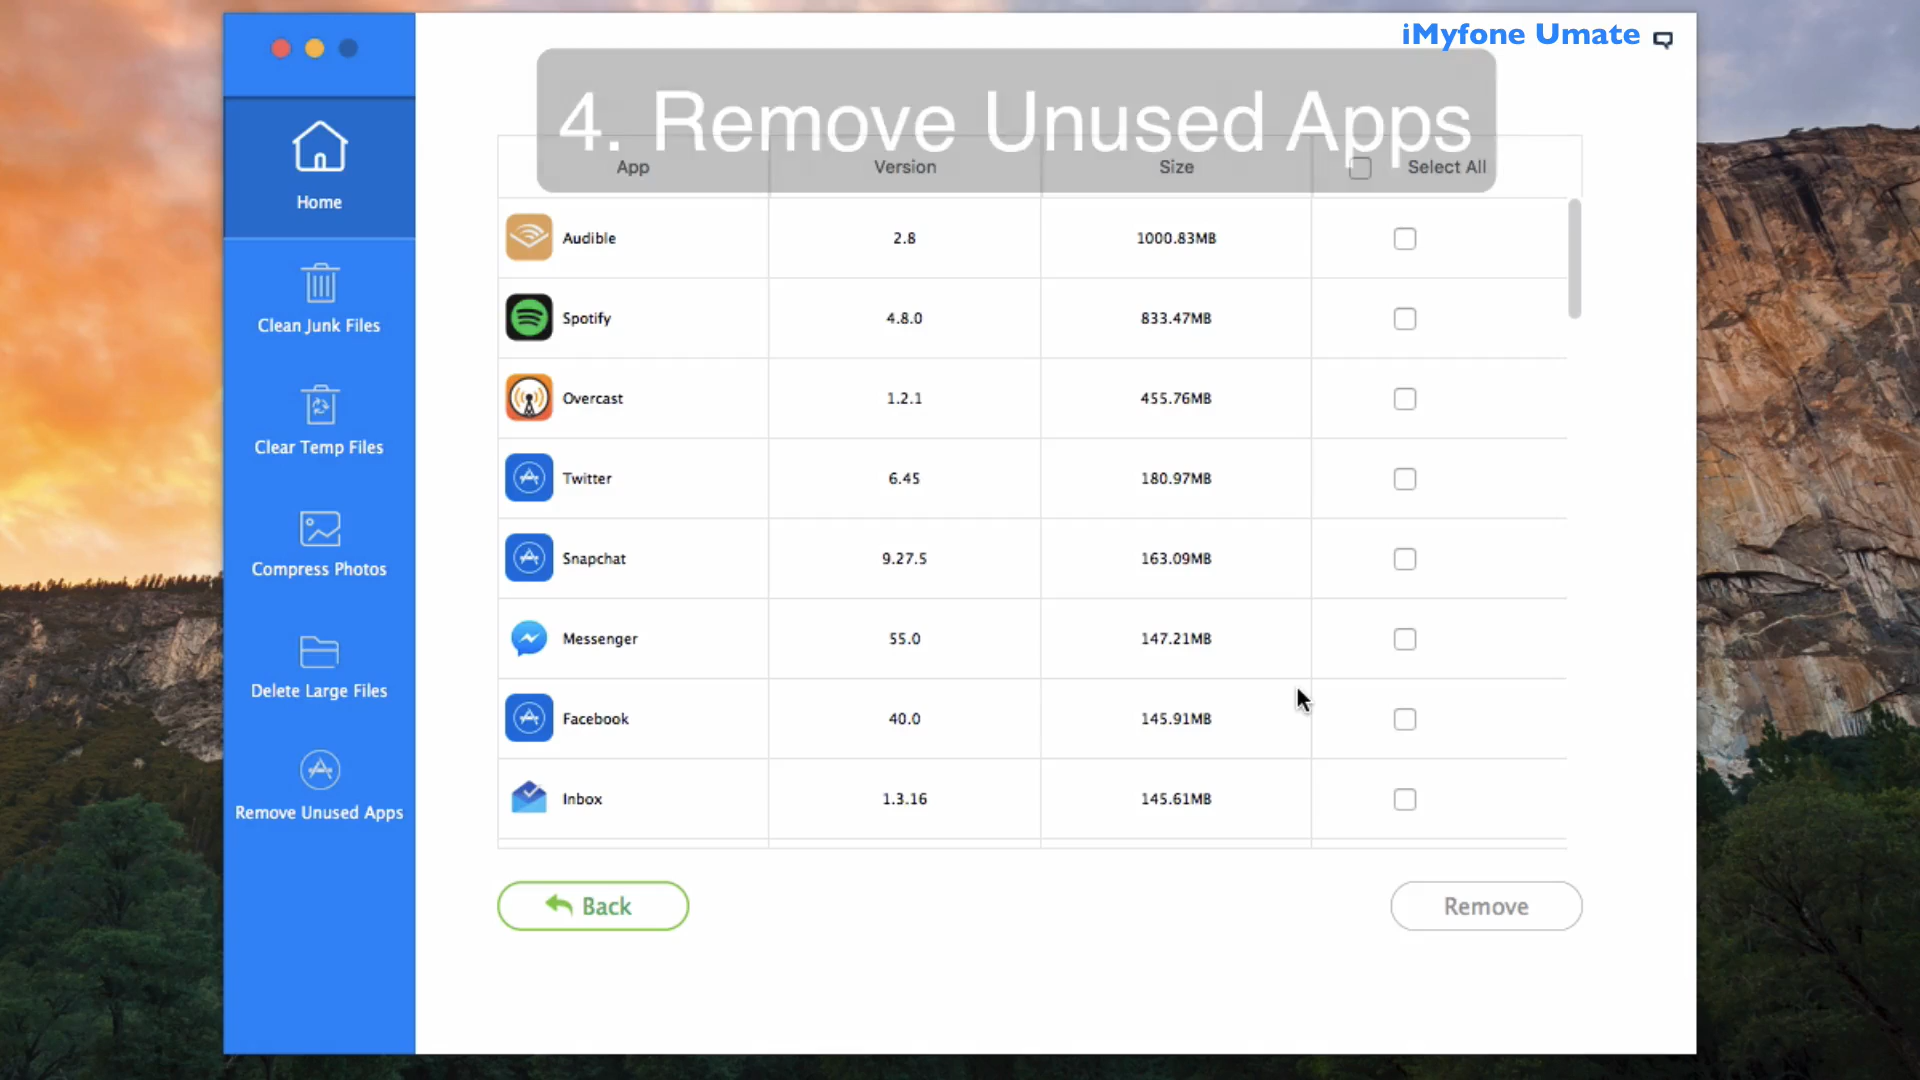 iMyfone Umate
4. Remove Unused Apps
App Version Size Select All
Home
Clean Junk Files
Clear Temp Files
Compress Photos
Delete Large Files
Remove Unused Apps
Audible 2.8 1000.83MB
Spotify 4.8.0 833.47MB
Overcast 1.2.1 455.76MB
Twitter 6.45 180.97MB
Snapchat 9.27.5 163.09MB
Messenger 55.0 147.21MB
Facebook 40.0 145.91MB
Inbox 1.3.16 145.61MB
Back
Remove